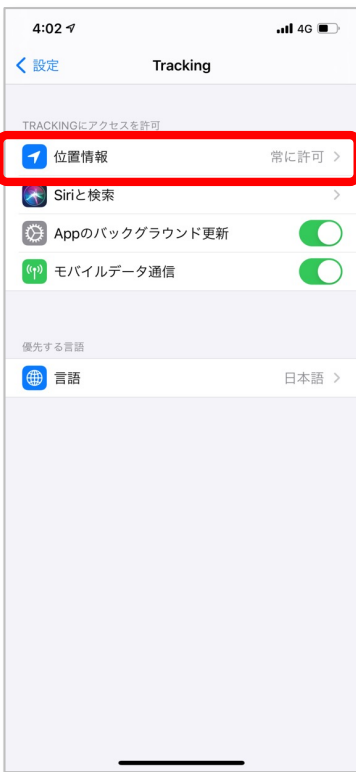 4:02 4G
設定 Tracking
TRACKINGにアクセスを許可
位置情報 常に許可
Siriと検索
Appのバックグラウンド更新
モバイルデータ通信
優先する言語
言語 日本語